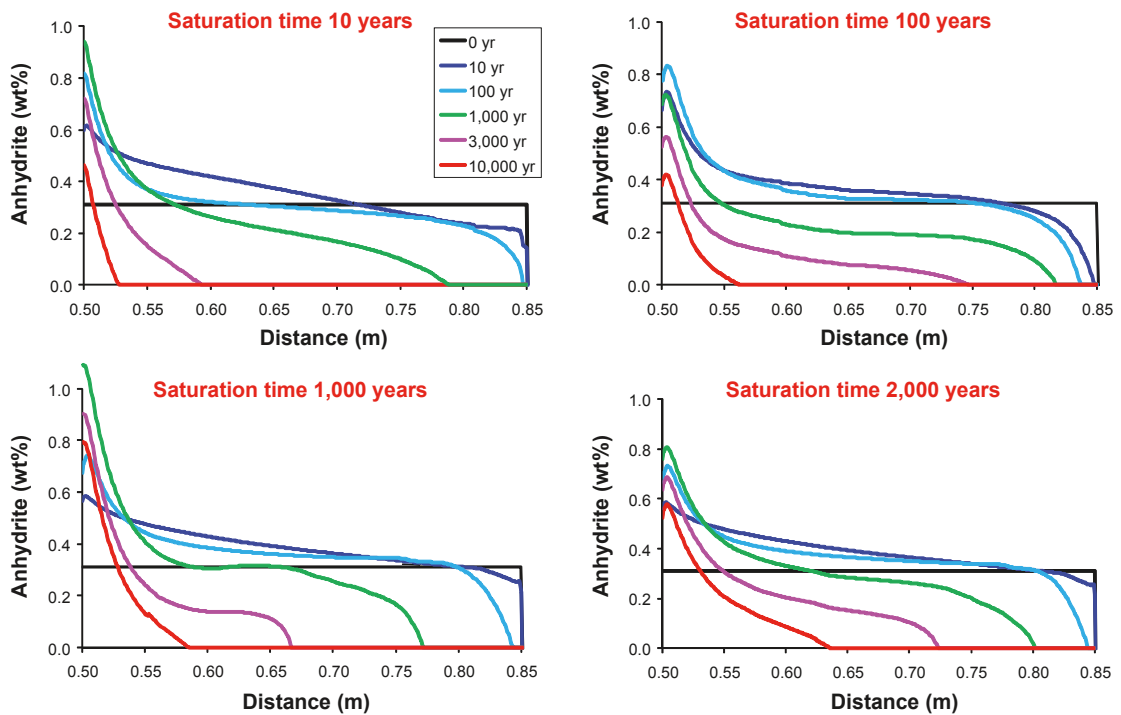 Saturation time 10 years
Anhydrite (wt%)
1.0
0.8
0.6
0.4
0.2
0.0
0 yr
10 yr
100 yr
1,000 yr
3,000 yr
10,000 yr
0.50 0.55 0.60 0.65 0.70 0.75 0.80 0.85
Distance (m)
Saturation time 100 years
Anhydrite (wt%)
1.0
0.8
0.6
0.4
0.2
0.0
0.50 0.55 0.60 0.65 0.70 0.75 0.80 0.85
Distance (m)
Saturation time 1,000 years
Anhydrite (wt%)
1.0
0.8
0.6
0.4
0.2
0.0
0.50 0.55 0.60 0.65 0.70 0.75 0.80 0.85
Distance (m)
Saturation time 2,000 years
Anhydrite (wt%)
1.0
0.8
0.6
0.4
0.2
0.0
0.50 0.55 0.60 0.65 0.70 0.75 0.80 0.85
Distance (m)